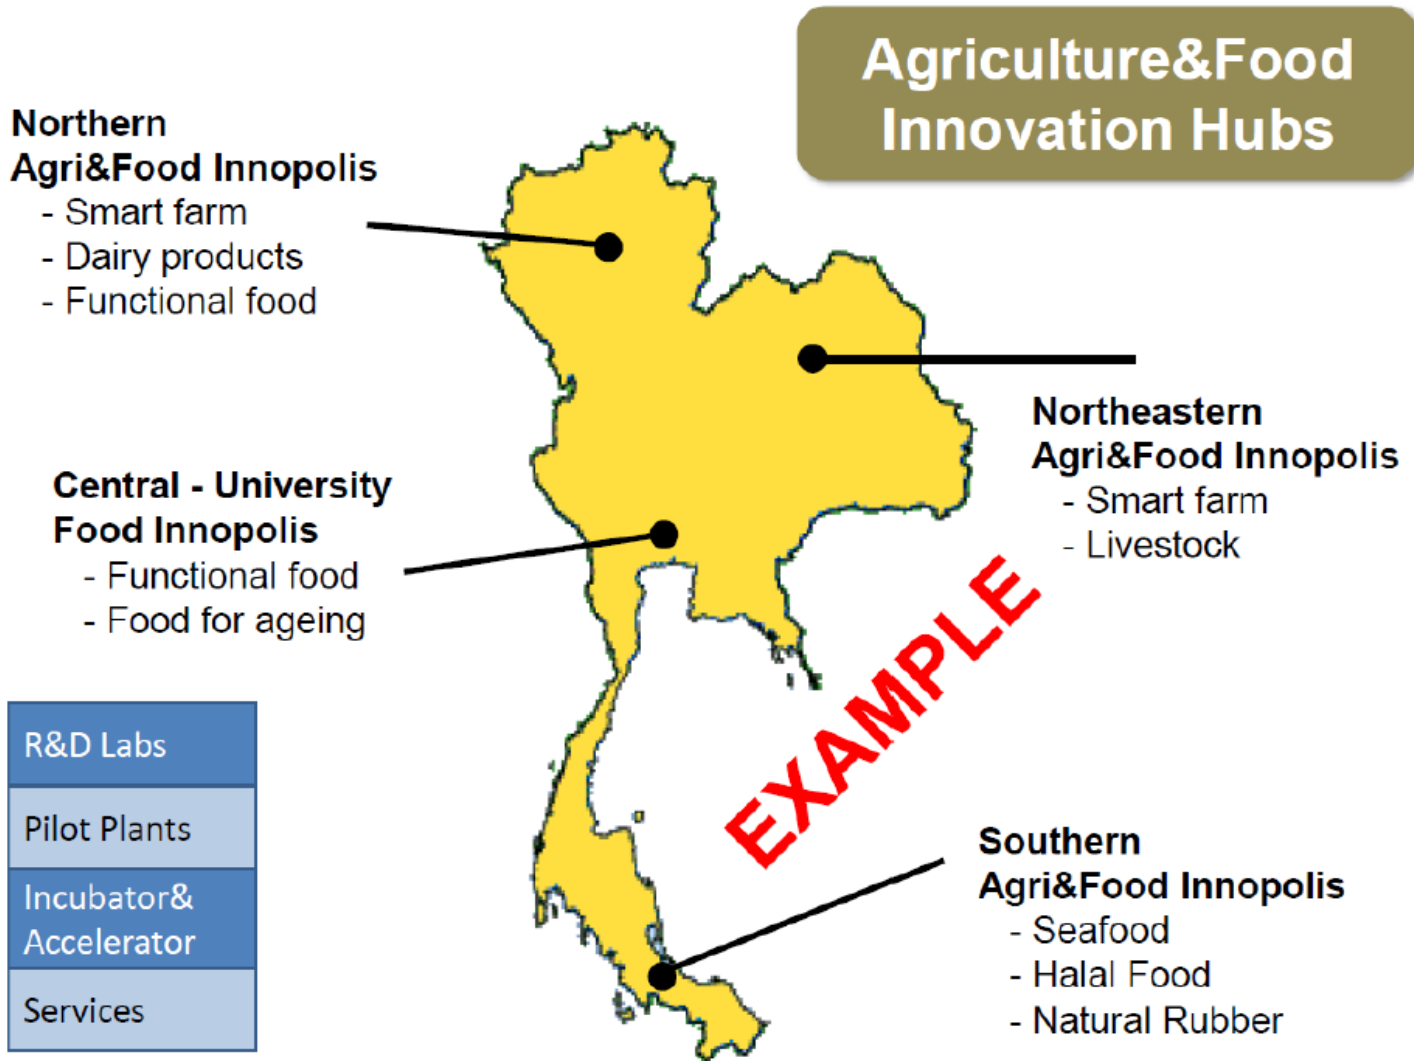 Agriculture&Food
Innovation Hubs
Northern
Agri&Food Innopolis
- Smart farm
- Dairy products
- Functional food
Northeastern
Agri&Food Innopolis
- Smart farm
- Livestock
Central - University
Food Innopolis
- Functional food
- Food for ageing
EXAMPLE
R&D Labs
Pilot Plants
Incubator&
Accelerator
Services
Southern
Agri&Food Innopolis
- Seafood
- Halal Food
- Natural Rubber